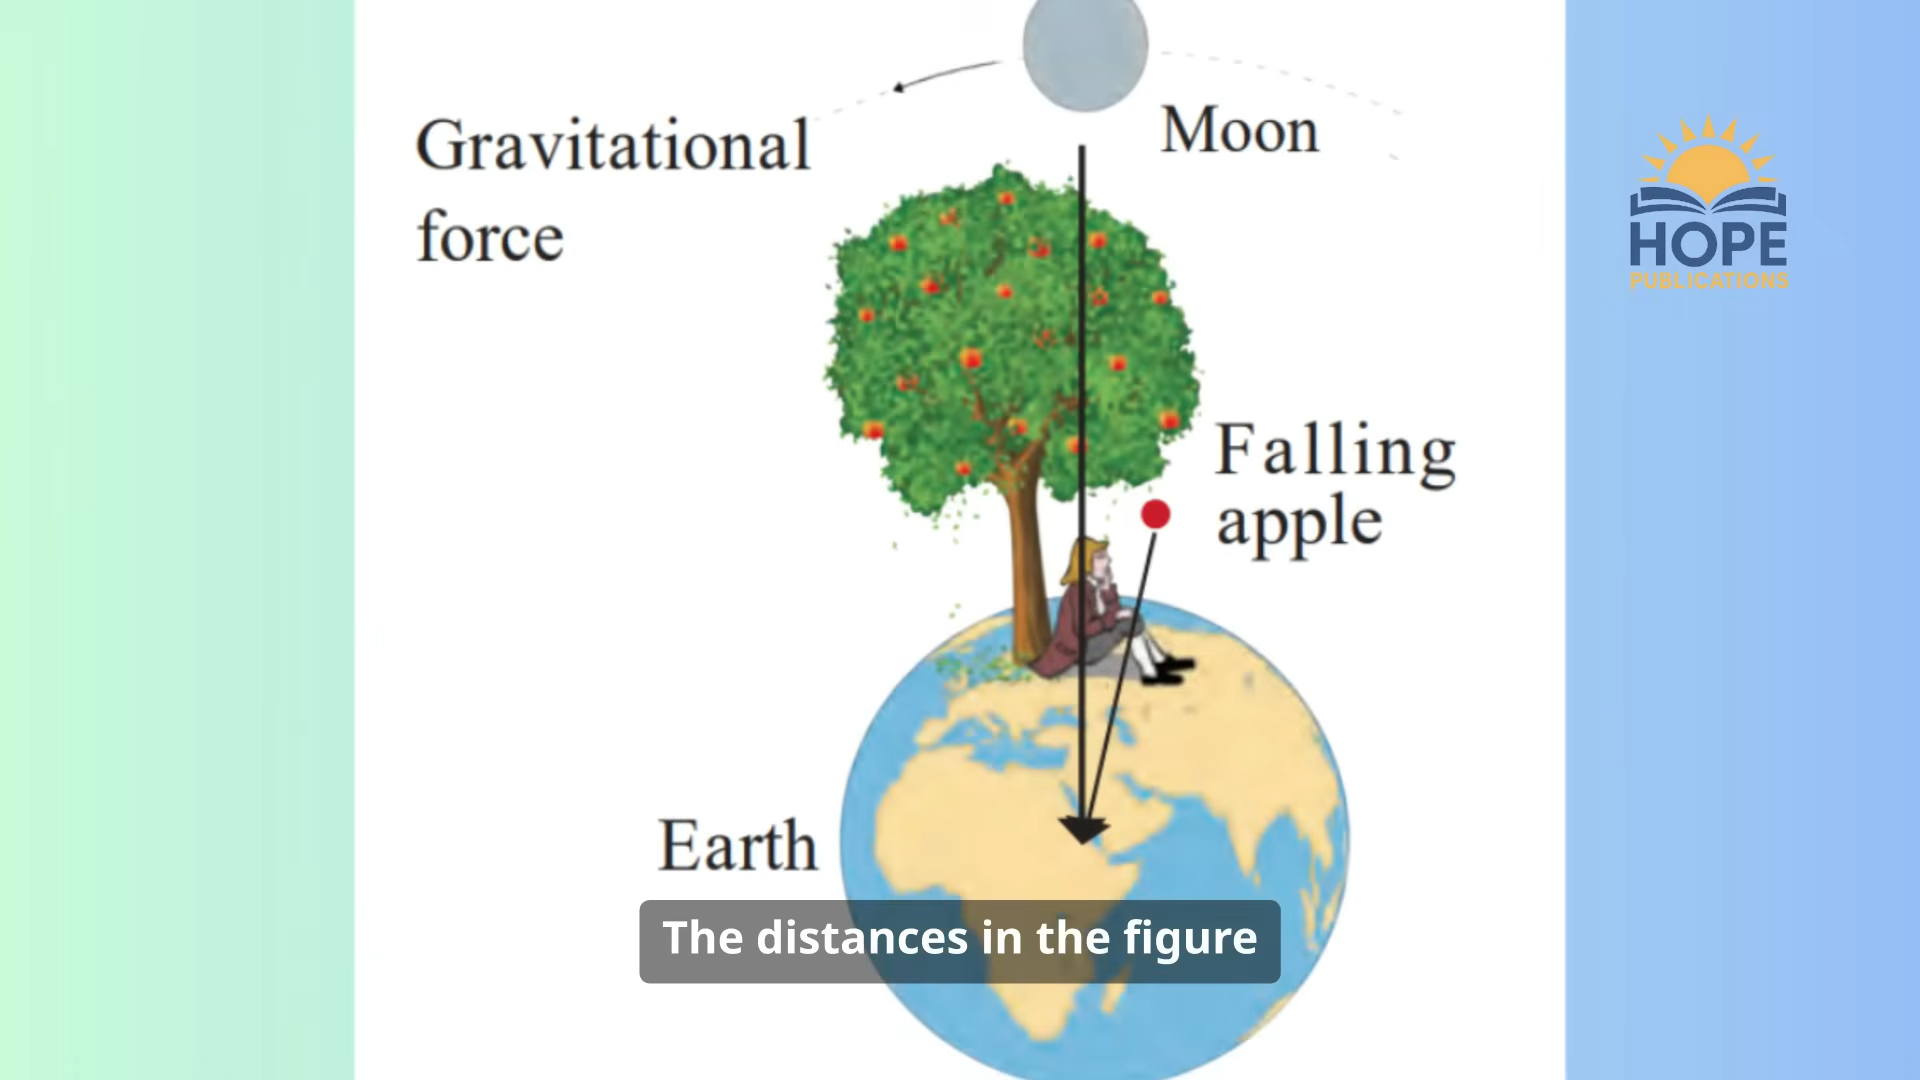 Gravitational
force
Moon
HOPE
PUBLICATIONS
Falling
apple
Earth
The distances in the figure